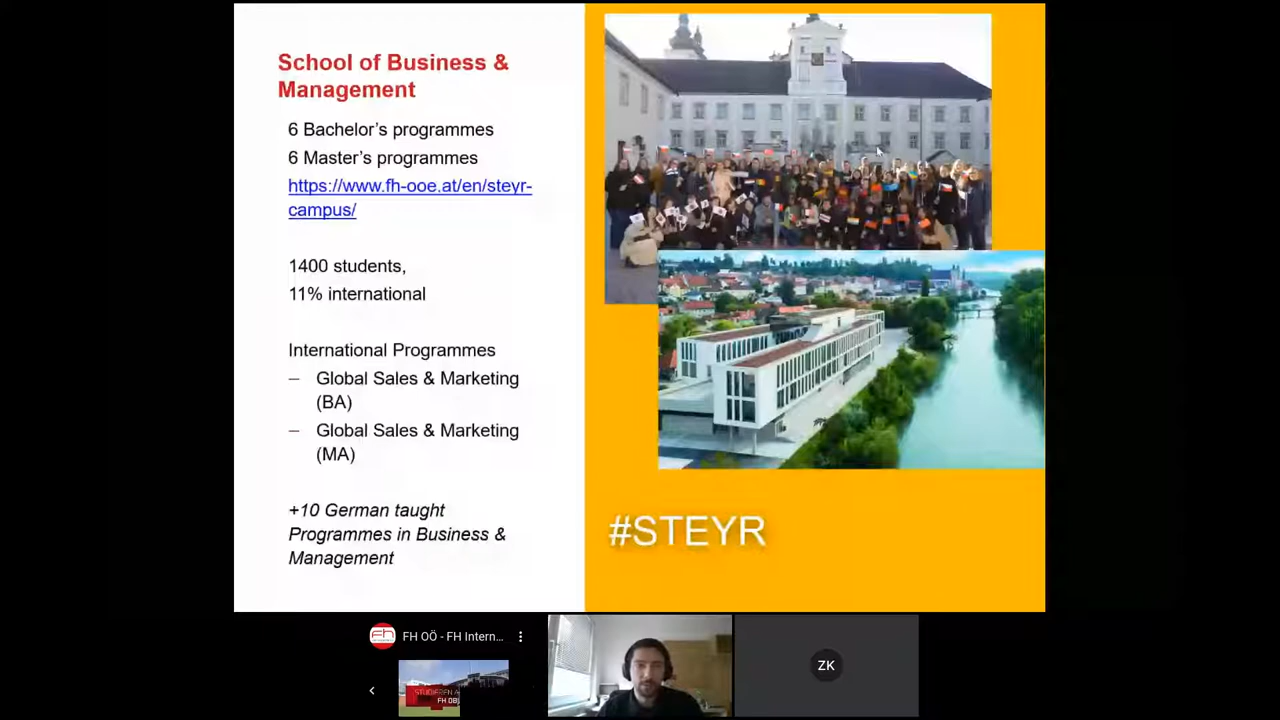 School of Business &
Management
6 Bachelor's programmes
6 Master's programmes
https://www.fh-ooe.at/en/steyr-
campus/
1400 students,
11% international
International Programmes
– Global Sales & Marketing
(BA)
– Global Sales & Marketing
(MA)
+10 German taught
Programmes in Business &
Management
#STEYR
FH OÖ - FH Intern...
STUDIEREN A
ZK